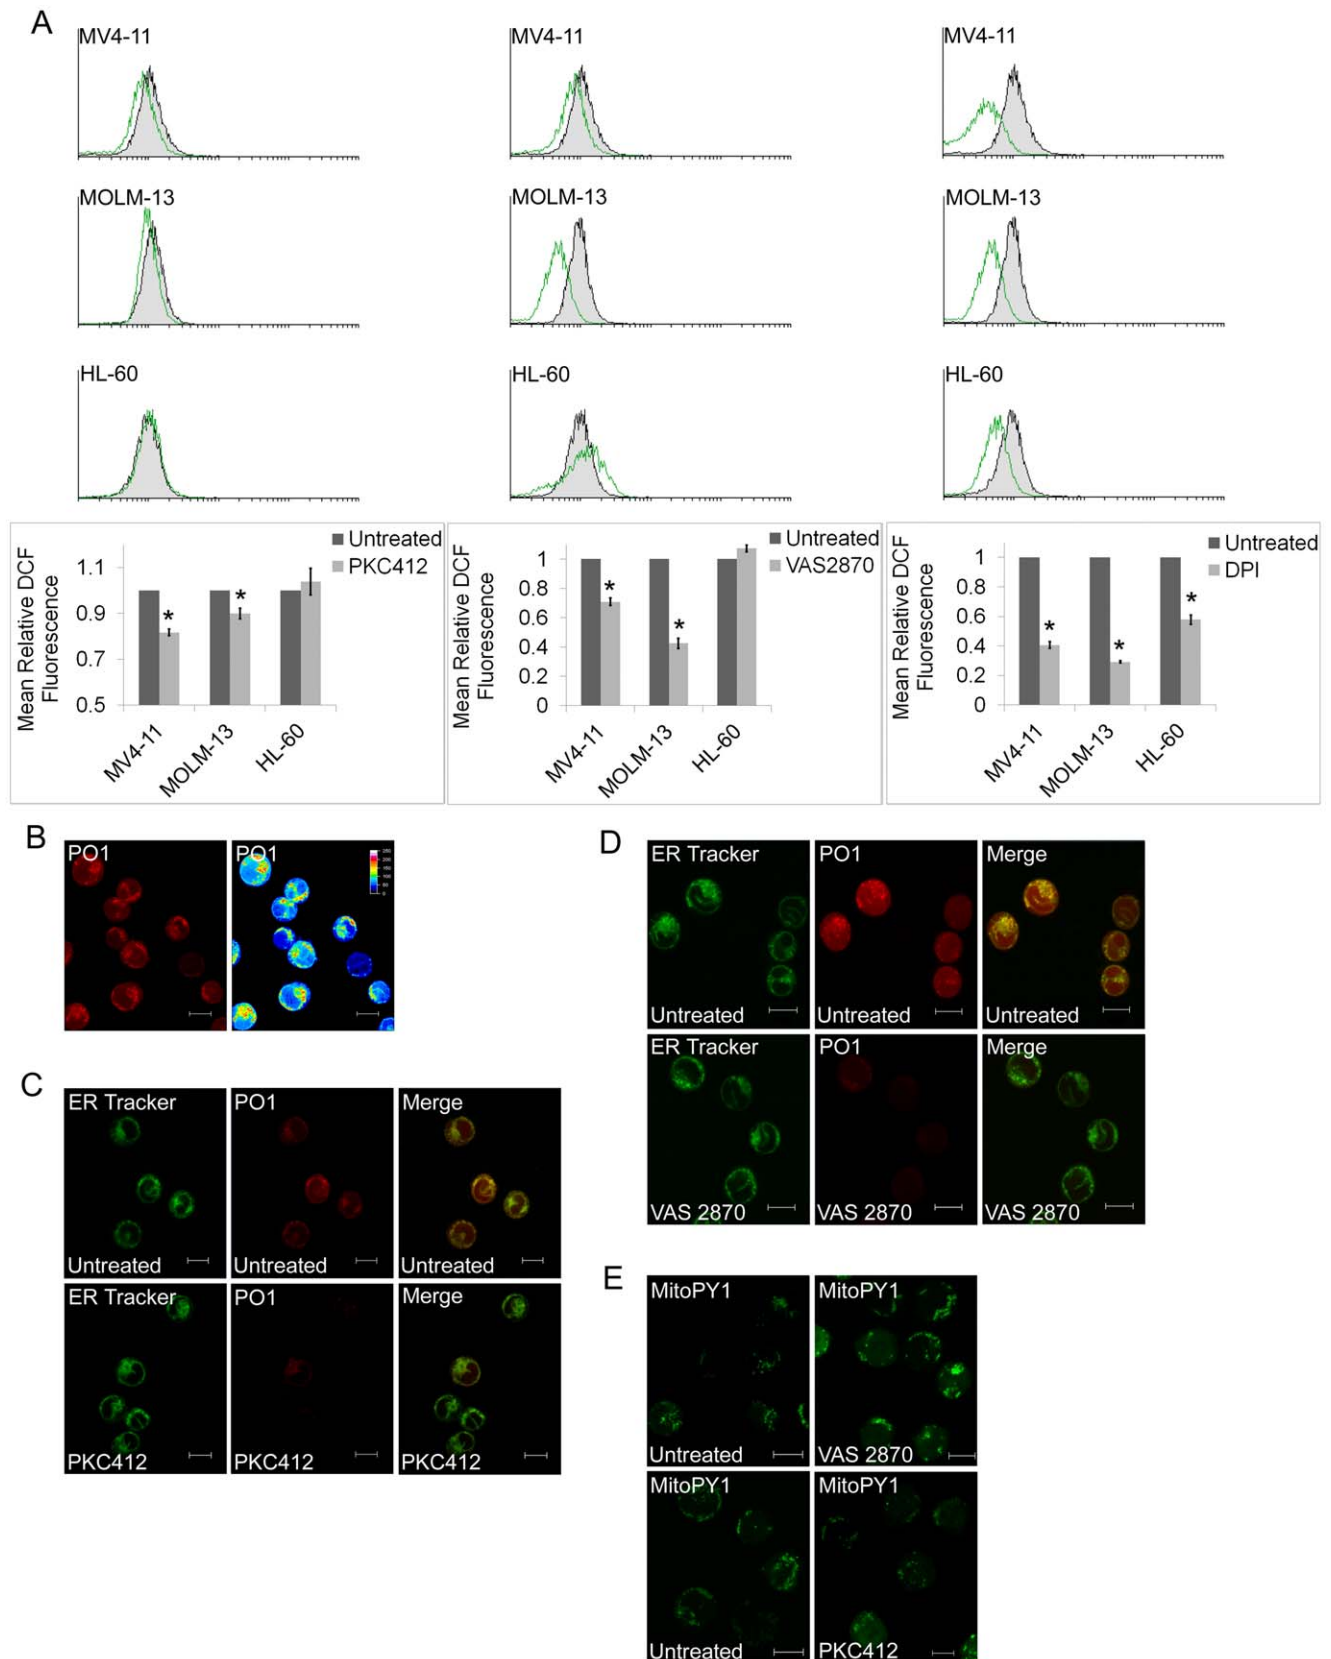 A
MV4-11
MV4-11
MV4-11
MOLM-13
MOLM-13
MOLM-13
HL-60
HL-60
HL-60
Mean Relative DCF
Fluorescence
1.1
0.9
0.7
0.5
*
*
Untreated
PKC412
MV4-11
MOLM-13
HL-60
Mean Relative DCF
Fluorescence
1
0.8
0.6
0.4
0.2
0
*
*
Untreated
VAS2870
MV4-11
MOLM-13
HL-60
Mean Relative DCF
Fluorescence
1
0.8
0.6
0.4
0.2
0
*
*
*
Untreated
DPI
MV4-11
MOLM-13
HL-60
B
PO1
PO1
C
ER Tracker
PO1
Merge
Untreated
Untreated
Untreated
ER Tracker
PO1
Merge
PKC412
PKC412
PKC412
D
ER Tracker
PO1
Merge
Untreated
Untreated
Untreated
ER Tracker
PO1
Merge
VAS 2870
VAS 2870
VAS 2870
E
MitoPY1
MitoPY1
Untreated
VAS 2870
MitoPY1
MitoPY1
Untreated
PKC412